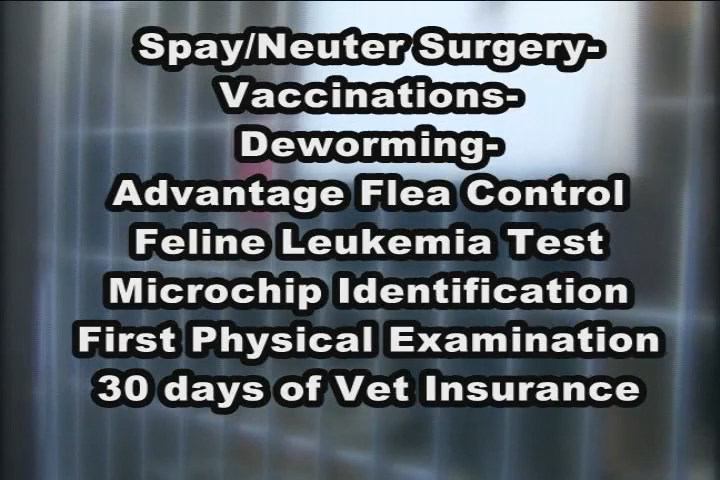 Spay/Neuter Surgery-
Vaccinations-
Deworming-
Advantage Flea Control
Feline Leukemia Test
Microchip Identification
First Physical Examination
30 days of Vet Insurance